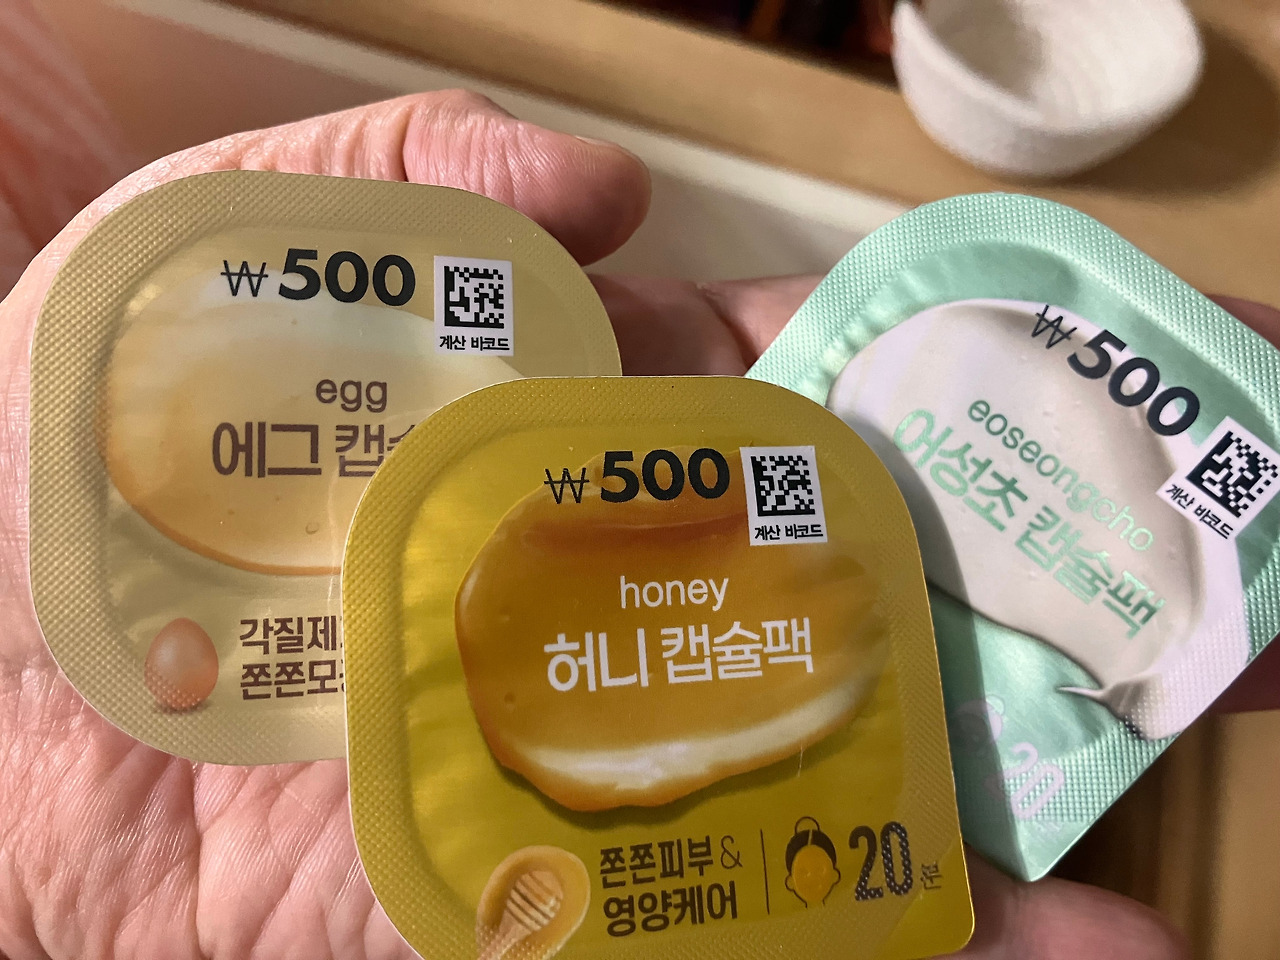 ₩500
계산 바코드
egg
에그
각질제
쫀쫀모
₩500
계산 바코드
honey
허니 캡슐팩
쫀쫀피부 &
영양케어
20분
₩500
계산 바코드
eoseongcho
어성초 캡슐팩
20